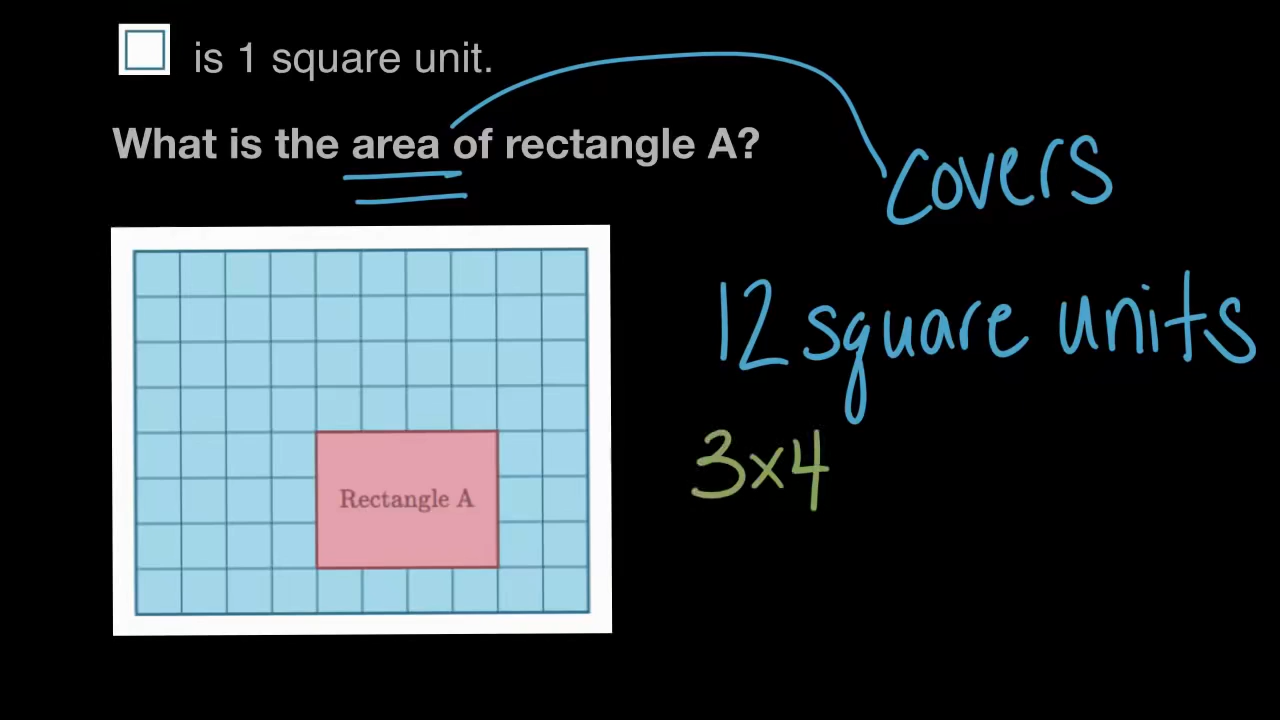 is 1 square unit.
What is the area of rectangle A?
covers
12 square units
3x4
Rectangle A